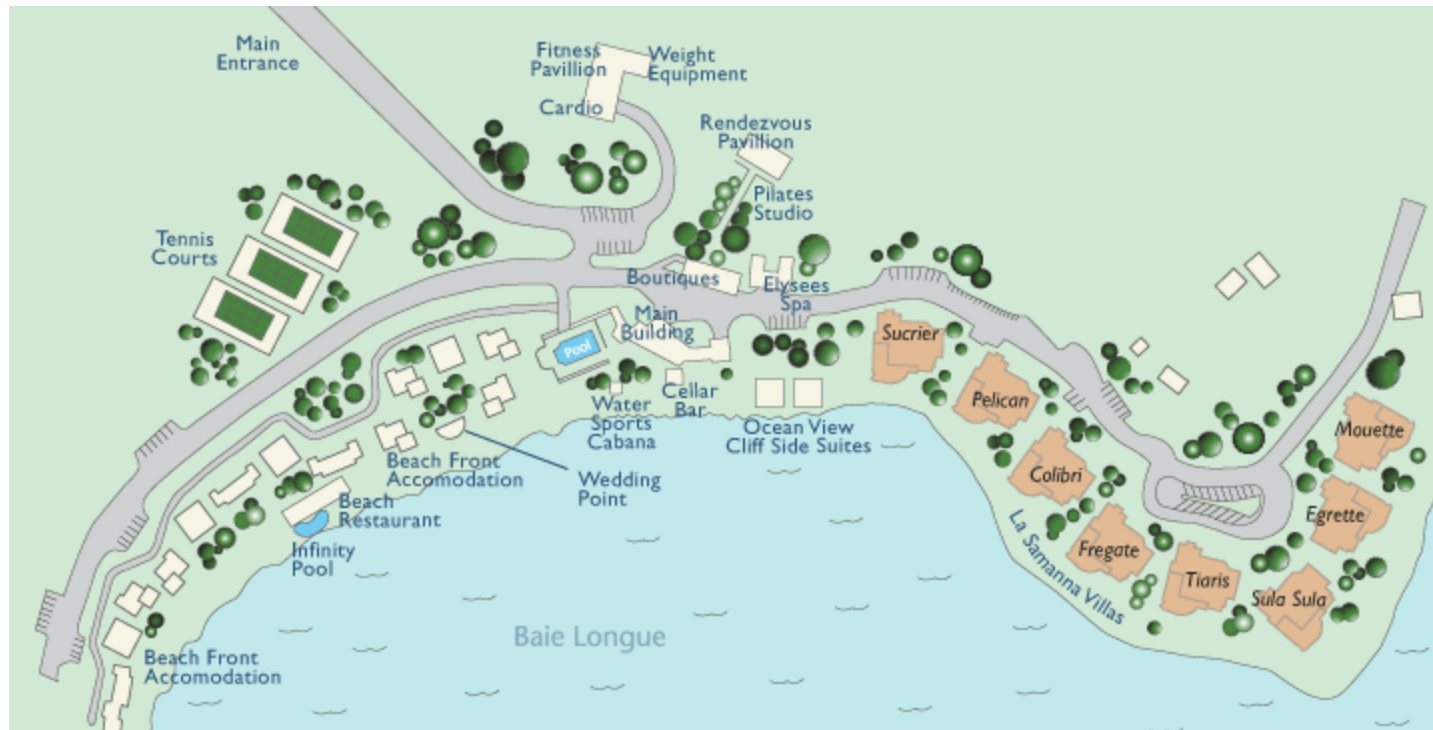 Main
Entrance
Fitness
Pavillion
Weight
Equipment
Cardio
Rendezvous
Pavillion
Pilates
Studio
Tennis
Courts
Boutiques
Elysees
Spa
Main
Building
Pool
Sucrier
Pelican
Mouette
Water
Sports
Cabana
Cellar
Bar
Ocean View
Cliff Side Suites
Beach Front
Accomodation
Wedding
Point
Colibri
Beach
Restaurant
Egrette
Infinity
Pool
La Samanna Villas
Fregate
Tiaris
Sula Sula
Baie Longue
Beach Front
Accomodation